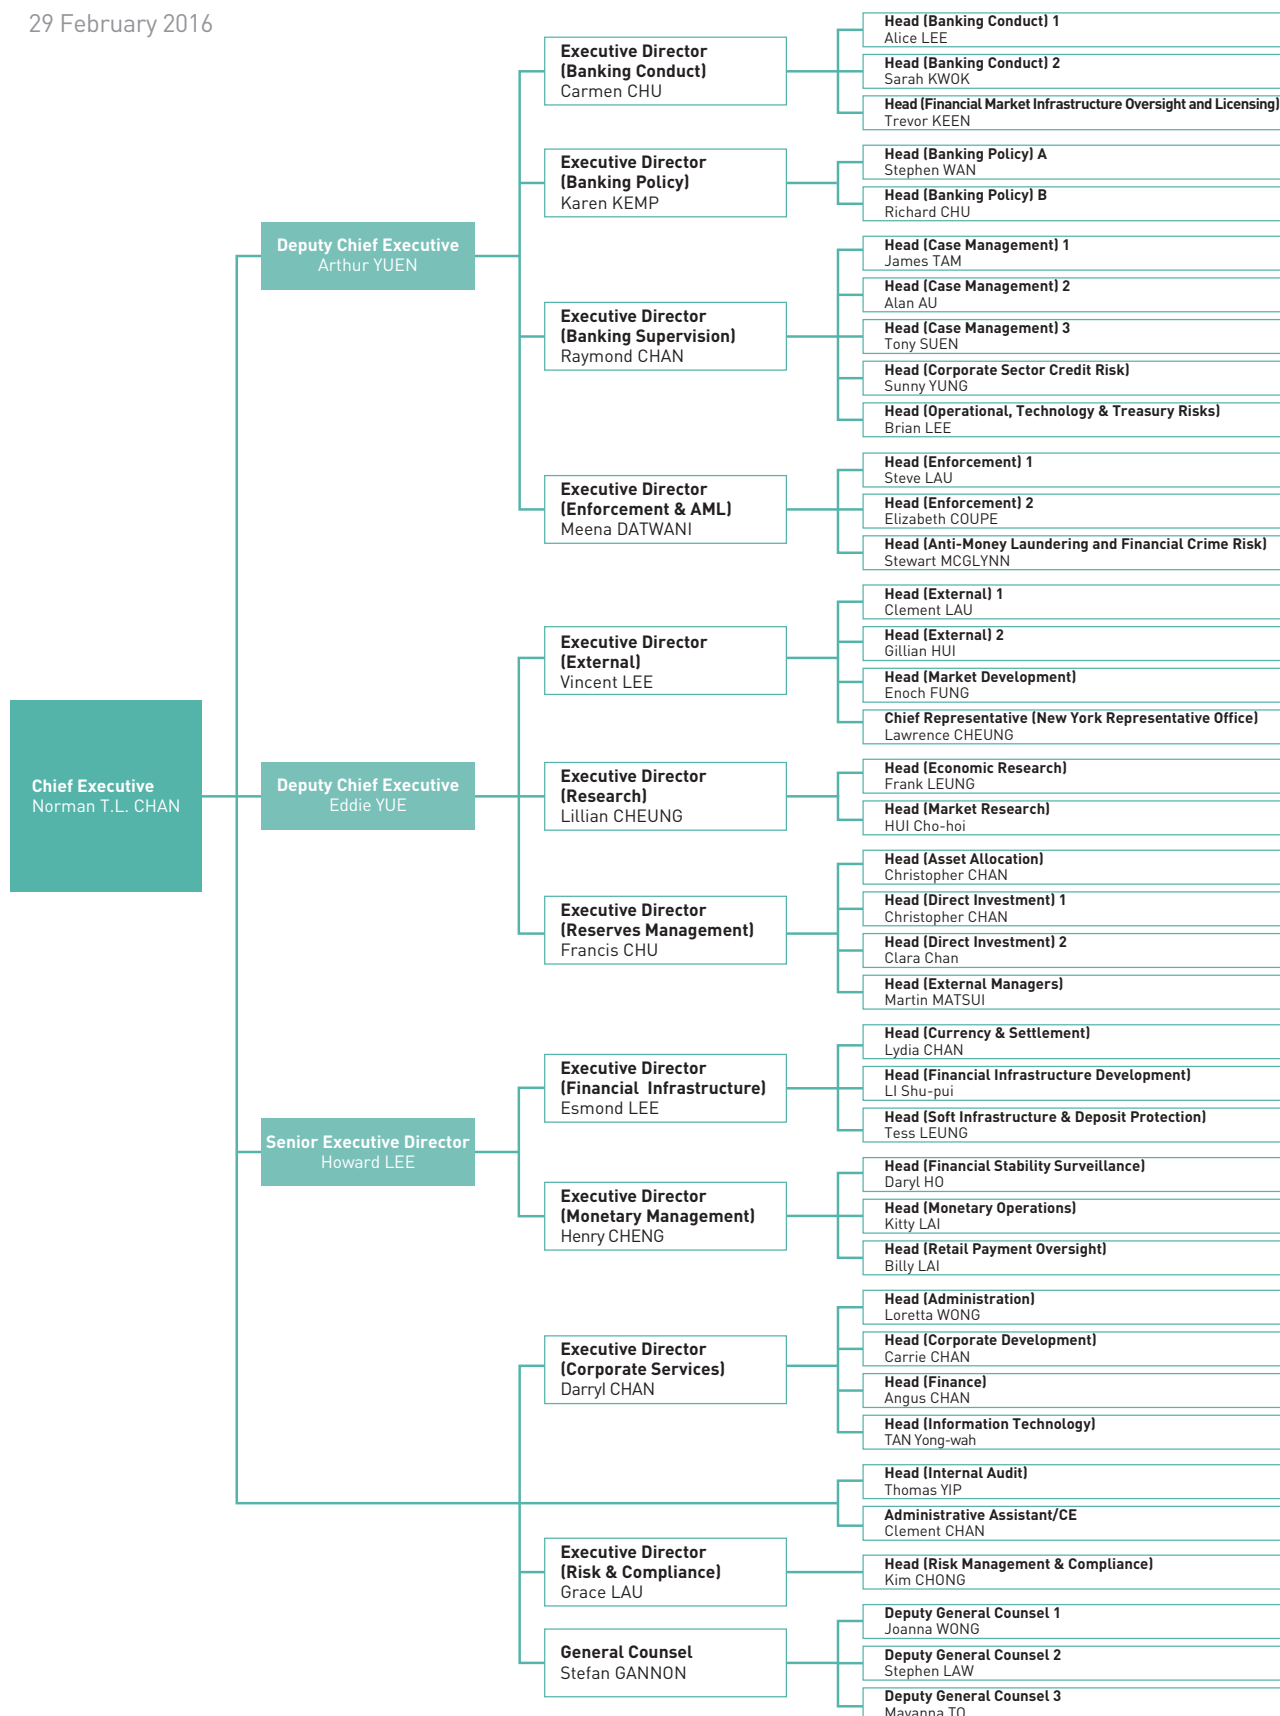 29 February 2016
Chief Executive
Norman T.L. CHAN
Deputy Chief Executive
Arthur YUEN
Executive Director
(Banking Conduct)
Carmen CHU
Head (Banking Conduct) 1
Alice LEE
Head (Banking Conduct) 2
Sarah KWOK
Head (Financial Market Infrastructure Oversight and Licensing)
Trevor KEEN
Executive Director
(Banking Policy)
Karen KEMP
Head (Banking Policy) A
Stephen WAN
Head (Banking Policy) B
Richard CHU
Executive Director
(Banking Supervision)
Raymond CHAN
Head (Case Management) 1
James TAM
Head (Case Management) 2
Alan AU
Head (Case Management) 3
Tony SUEN
Head (Corporate Sector Credit Risk)
Sunny YUNG
Head (Operational, Technology & Treasury Risks)
Brian LEE
Executive Director
(Enforcement & AML)
Meena DATWANI
Head (Enforcement) 1
Steve LAU
Head (Enforcement) 2
Elizabeth COUPE
Head (Anti-Money Laundering and Financial Crime Risk)
Stewart MCGLYNN
Deputy Chief Executive
Eddie YUE
Executive Director
(External)
Vincent LEE
Head (External) 1
Clement LAU
Head (External) 2
Gillian HUI
Head (Market Development)
Enoch FUNG
Chief Representative (New York Representative Office)
Lawrence CHEUNG
Executive Director
(Research)
Lillian CHEUNG
Head (Economic Research)
Frank LEUNG
Head (Market Research)
HUI Cho-hoi
Executive Director
(Reserves Management)
Francis CHU
Head (Asset Allocation)
Christopher CHAN
Head (Direct Investment) 1
Christopher CHAN
Head (Direct Investment) 2
Clara Chan
Head (External Managers)
Martin MATSUI
Senior Executive Director
Howard LEE
Executive Director
(Financial Infrastructure)
Esmond LEE
Head (Currency & Settlement)
Lydia CHAN
Head (Financial Infrastructure Development)
LI Shu-pui
Head (Soft Infrastructure & Deposit Protection)
Tess LEUNG
Executive Director
(Monetary Management)
Henry CHENG
Head (Financial Stability Surveillance)
Daryl HO
Head (Monetary Operations)
Kitty LAI
Head (Retail Payment Oversight)
Billy LAI
Executive Director
(Corporate Services)
Darryl CHAN
Head (Administration)
Loretta WONG
Head (Corporate Development)
Carrie CHAN
Head (Finance)
Angus CHAN
Head (Information Technology)
TAN Yong-wah
Head (Internal Audit)
Thomas YIP
Administrative Assistant/CE
Clement CHAN
Executive Director
(Risk & Compliance)
Grace LAU
Head (Risk Management & Compliance)
Kim CHONG
General Counsel
Stefan GANNON
Deputy General Counsel 1
Joanna WONG
Deputy General Counsel 2
Stephen LAW
Deputy General Counsel 3
Mayanna TO